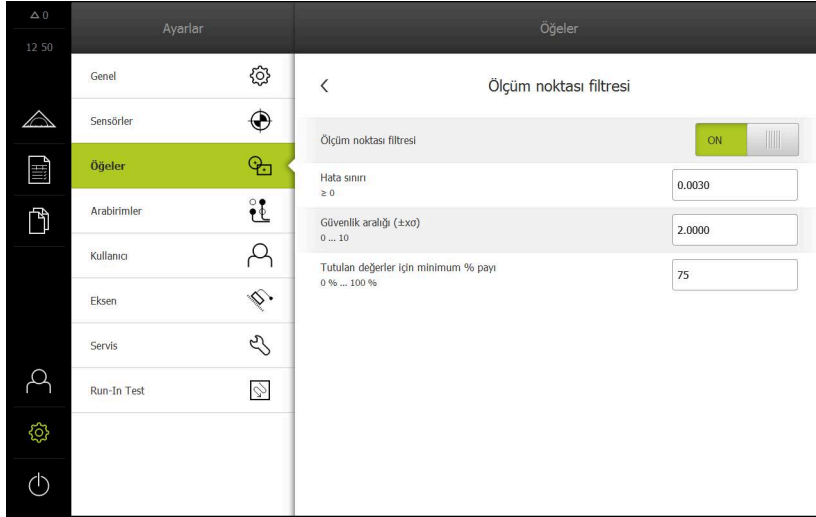 △ 0
12 50
Ayarlar
Genel
Sensörler
Öğeler
Arabirimler
Kullanıcı
Eksen
Servis
Run-In Test
Öğeler
Ölçüm noktası filtresi
Ölçüm noktası filtresi
ON
Hata sınırı
≥ 0
0.0030
Güvenlik aralığı (±xσ)
0 ... 10
2.0000
Tutulan değerler için minimum % payı
0 % ... 100 %
75